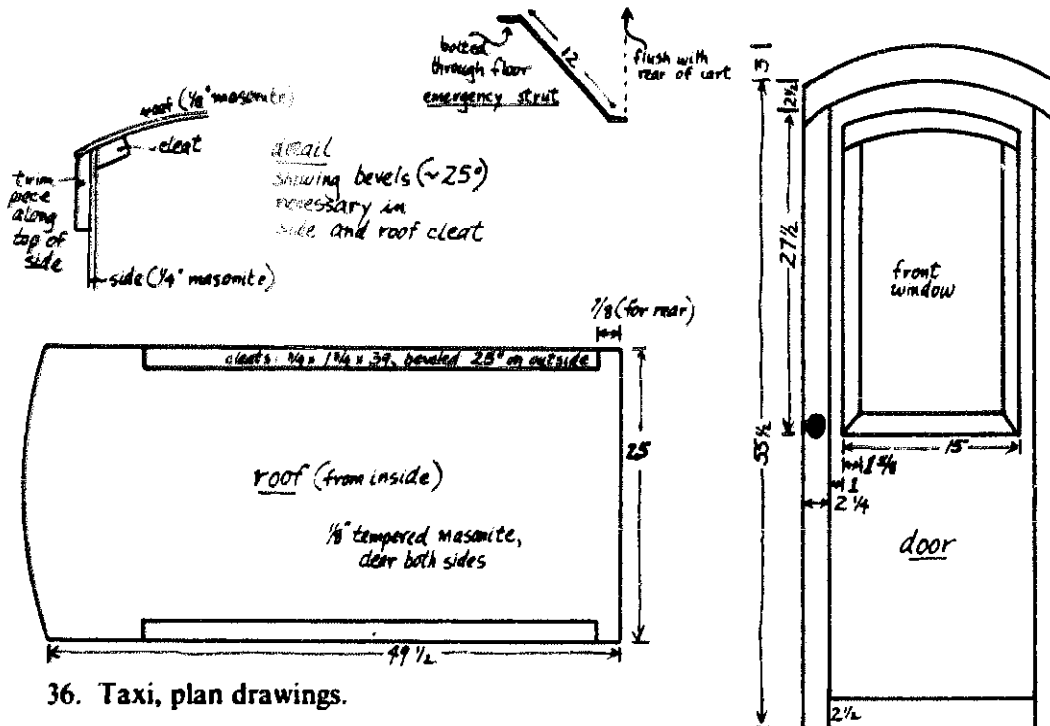 bolted
through floor
emergency strut
12
flush with
rear of cart
roof (1/8" masonite)
cleat
trim
piece
along
top of
side
side (1/4" masonite)
detail
showing bevels (~25°)
necessary in
side and roof cleat
7/8 (for rear)
cleats: 3/4 x 1 3/4 x 39, beveled 25° on outside
25
roof (from inside)
1/8" tempered masonite,
clear both sides
49 1/2
3
2 1/2
27 1/2
front
window
55 1/2
15
1 5/8
1
2 1/4
door
2 1/2
36. Taxi, plan drawings.